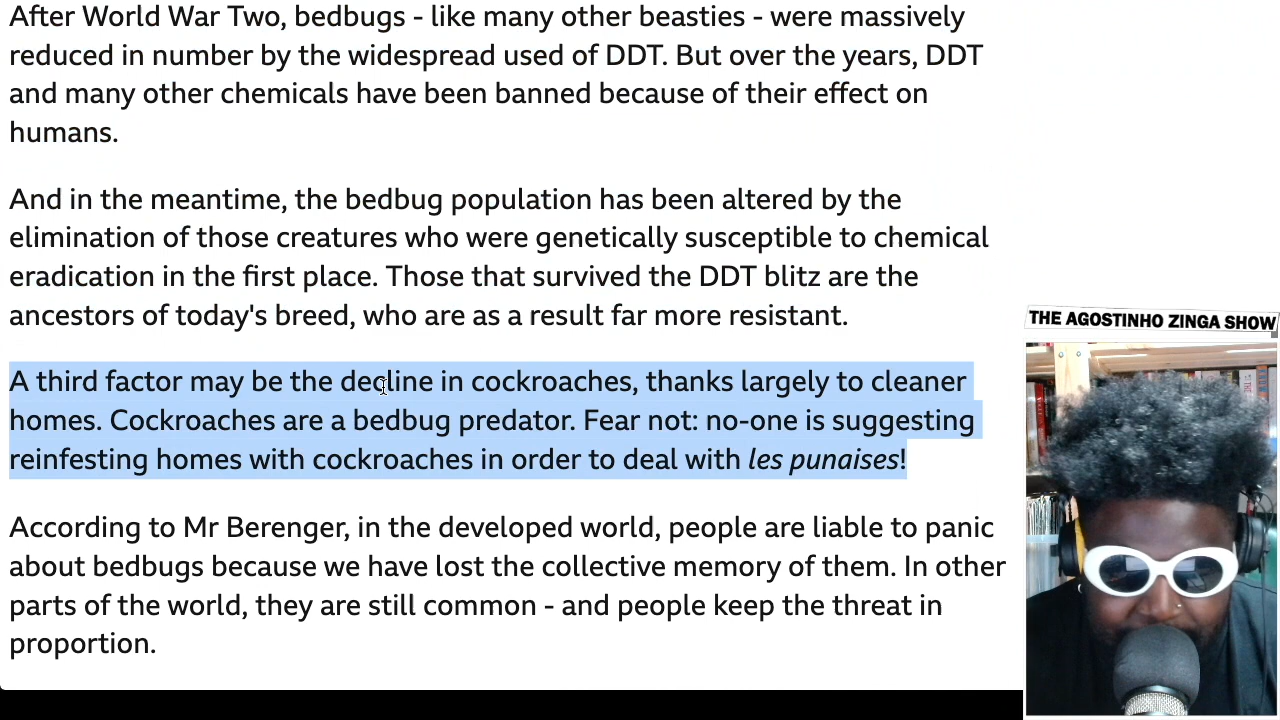 After World War Two, bedbugs - like many other beasties - were massively
reduced in number by the widespread used of DDT. But over the years, DDT
and many other chemicals have been banned because of their effect on
humans.
And in the meantime, the bedbug population has been altered by the
elimination of those creatures who were genetically susceptible to chemical
eradication in the first place. Those that survived the DDT blitz are the
ancestors of today's breed, who are as a result far more resistant.
A third factor may be the decline in cockroaches, thanks largely to cleaner
homes. Cockroaches are a bedbug predator. Fear not: no-one is suggesting
reinfesting homes with cockroaches in order to deal with les punaises!
According to Mr Berenger, in the developed world, people are liable to panic
about bedbugs because we have lost the collective memory of them. In other
parts of the world, they are still common - and people keep the threat in
proportion.
THE AGOSTINHO ZINGA SHOW